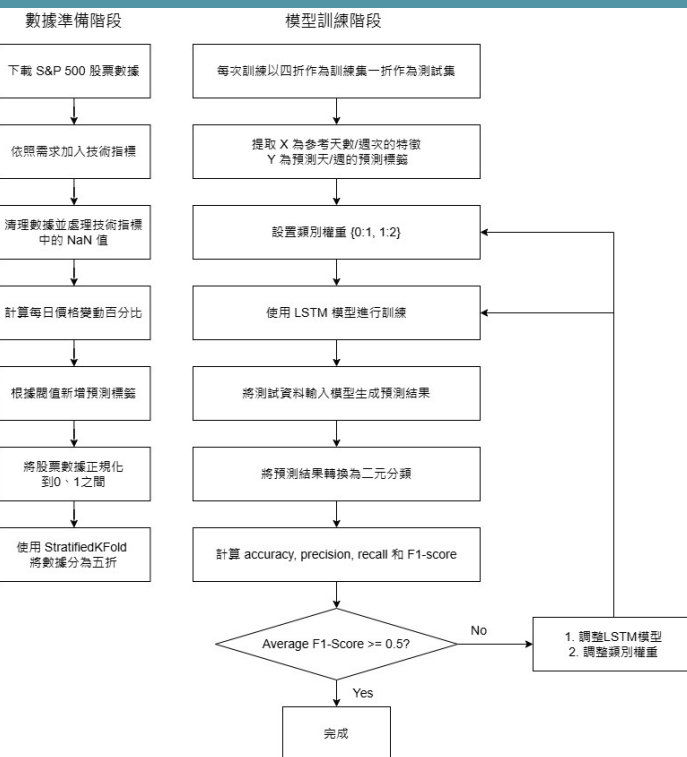 數據準備階段
下載 S&P 500 股票數據
依照需求加入技術指標
清理數據並處理技術指標
中的 NaN 值
計算每日價格變動百分比
根據閥值新增預測標籤
將股票數據正規化
到0、1之間
使用 StratifiedKFold
將數據分為五折
模型訓練階段
每次訓練以四折作為訓練集一折作為測試集
提取 X 為參考天數/週次的特徵
Y 為預測天/週的預測標籤
設置類別權重 {0:1, 1:2}
使用 LSTM 模型進行訓練
將測試資料輸入模型生成預測結果
將預測結果轉換為二元分類
計算 accuracy, precision, recall 和 F1-score
Average F1-Score >= 0.5?
No
1. 調整LSTM模型
2. 調整類別權重
Yes
完成